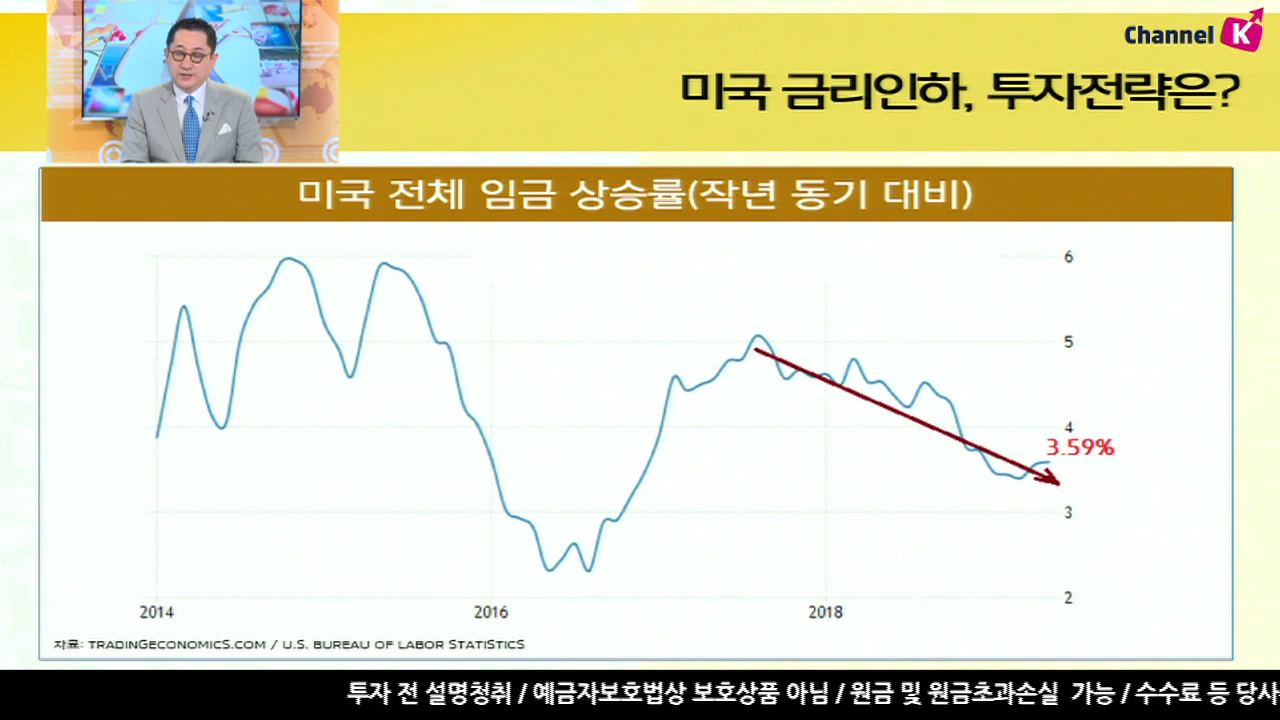 Channel K
미국 금리인하, 투자전략은?
미국 전체 임금 상승률(작년 동기 대비)
6
5
4
3.59%
3
2
2014 2016 2018
자료: TRADINGECONOMICS.COM / U.S. BUREAU OF LABOR STATISTICS
투자 전 설명청취 / 예금자보호법상 보호상품 아님 / 원금 및 원금초과손실 가능 / 수수료 등 당사